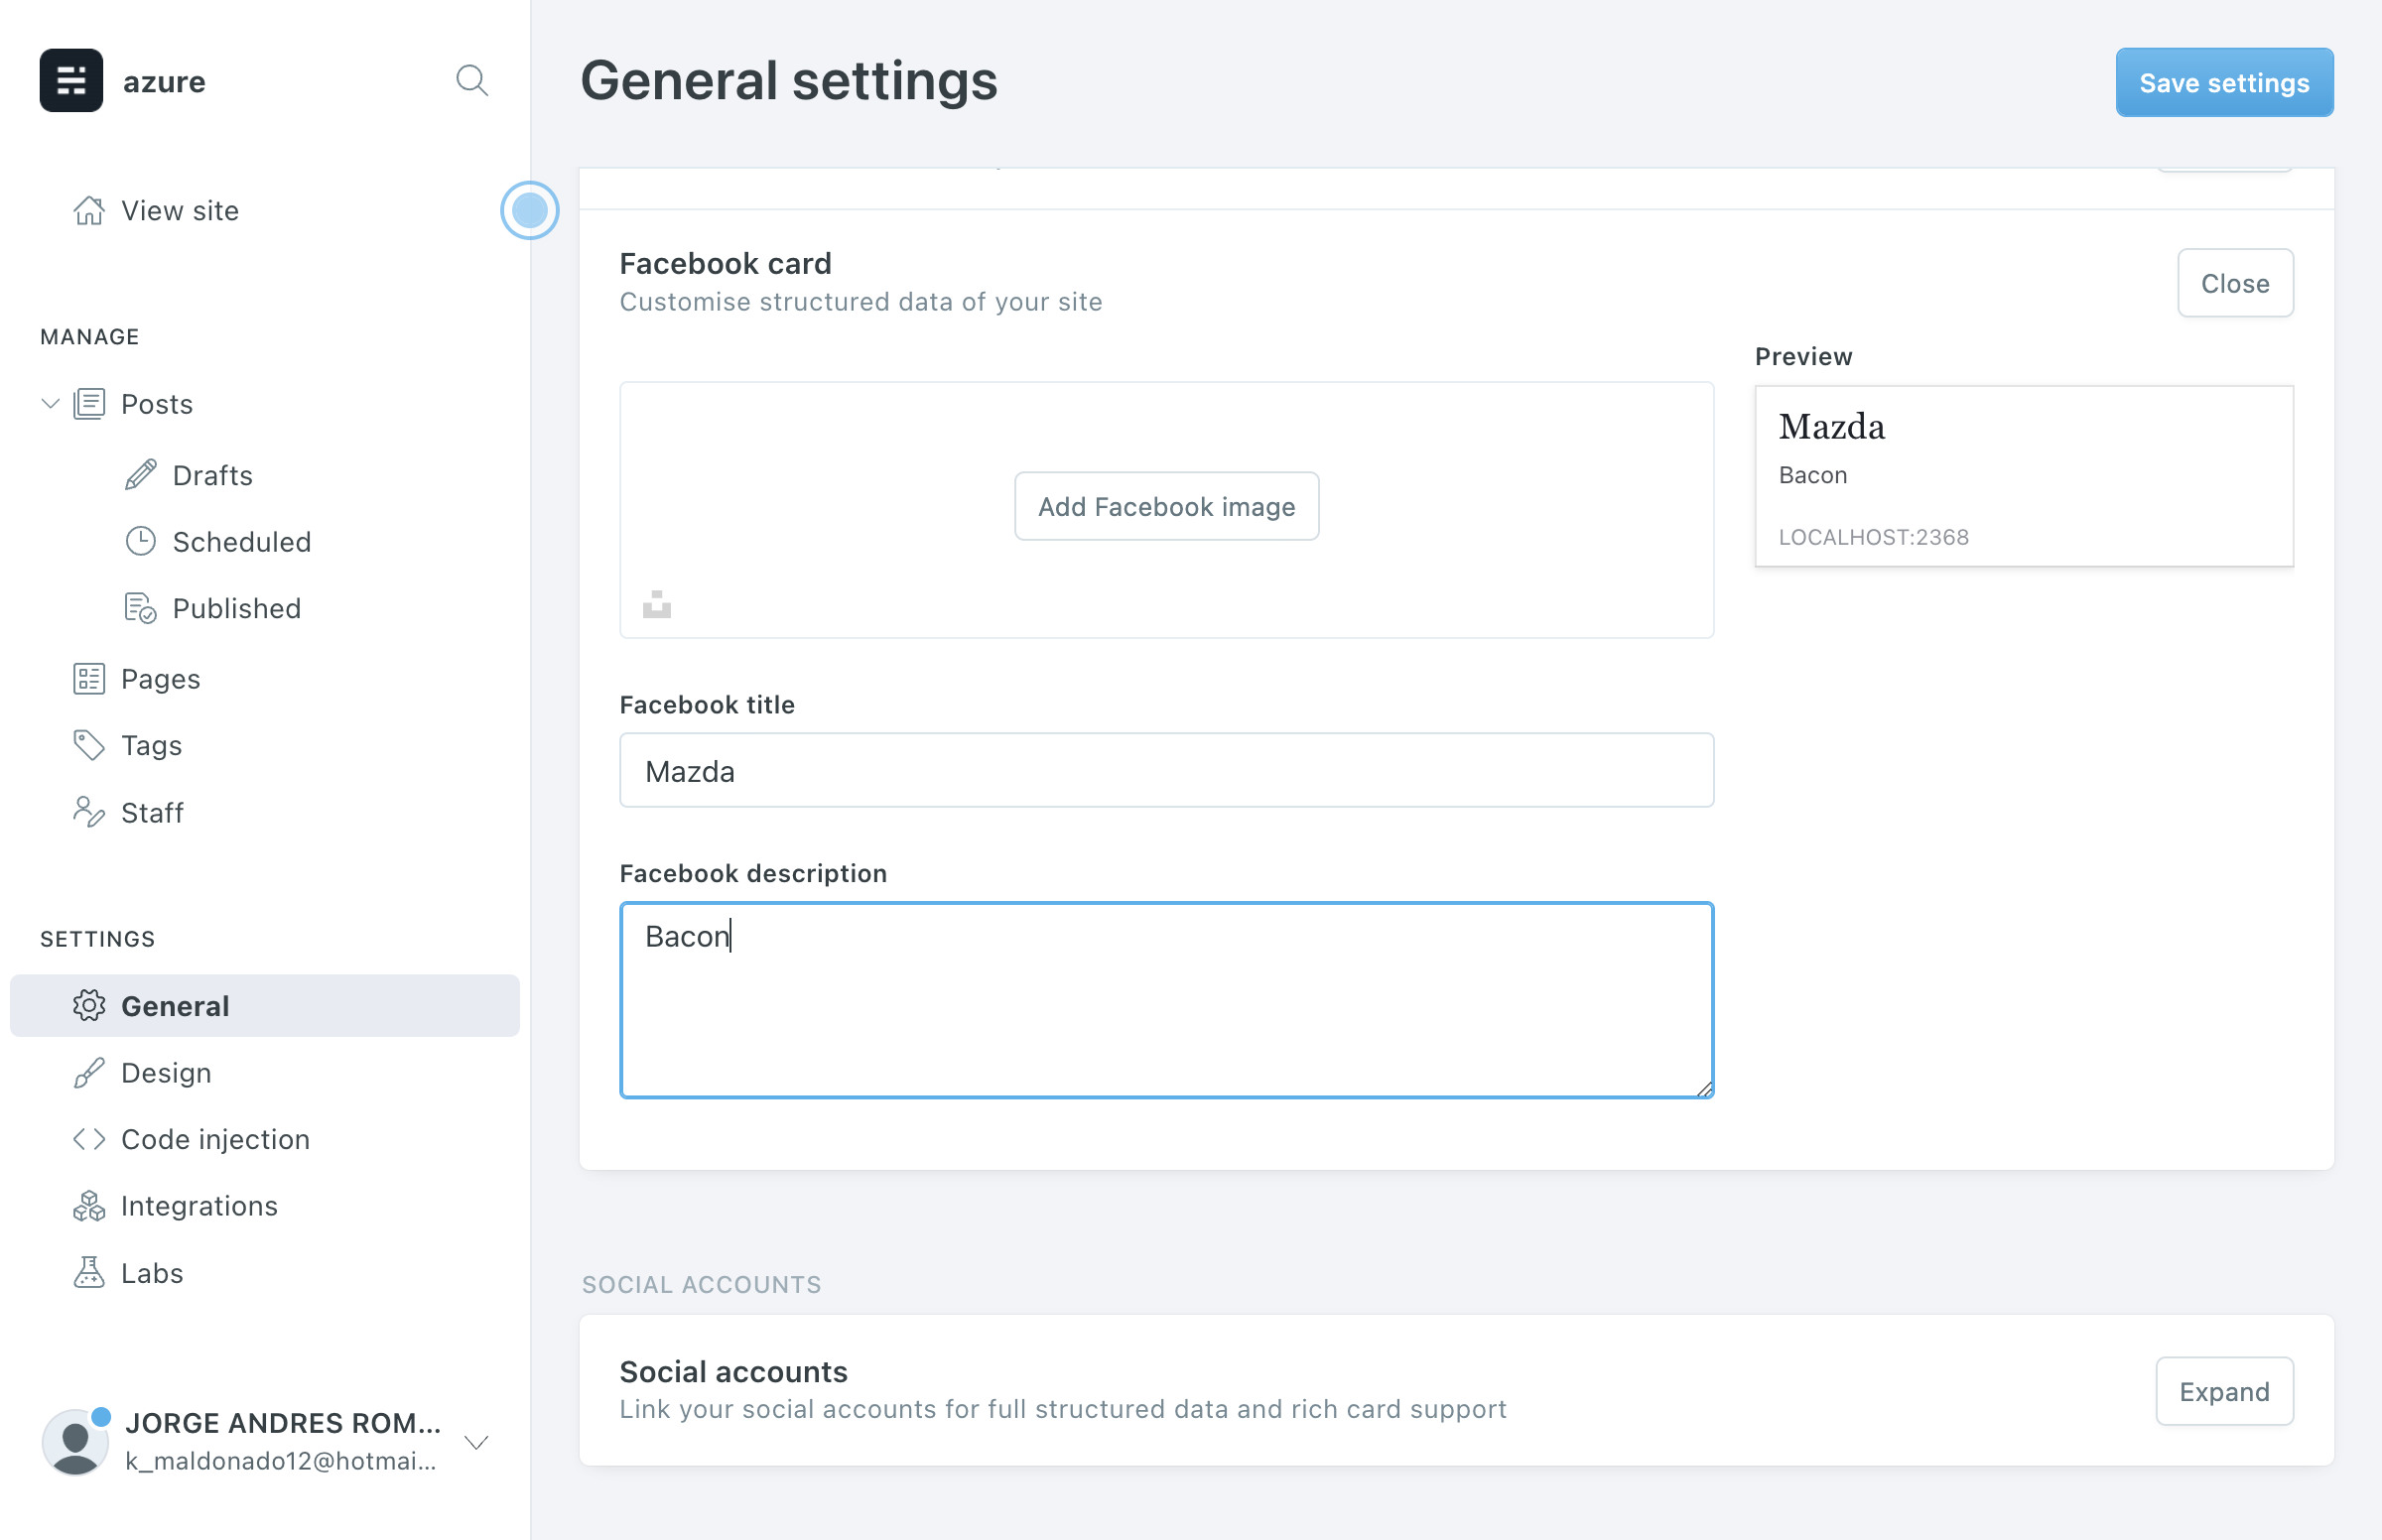 azure
General settings
Save settings
View site
Facebook card
Customise structured data of your site
Close
MANAGE
Preview
Posts
Mazda
Bacon
LOCALHOST:2368
Drafts
Add Facebook image
Scheduled
Published
Pages
Facebook title
Tags
Mazda
Staff
Facebook description
Bacon
SETTINGS
General
Design
Code injection
Integrations
Labs
SOCIAL ACCOUNTS
Social accounts
Link your social accounts for full structured data and rich card support
Expand
JORGE ANDRES ROM...
k_maldonado12@hotmai...